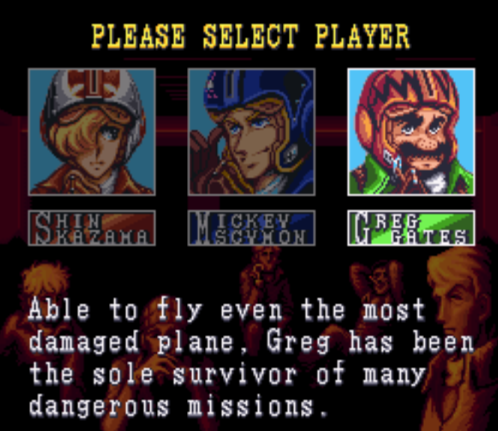 PLEASE SELECT PLAYER
SHIN KAZAMA
MICKEY SCYMON
GREG GATES
Able to fly even the most
damaged plane, Greg has been
the sole survivor of many
dangerous missions.